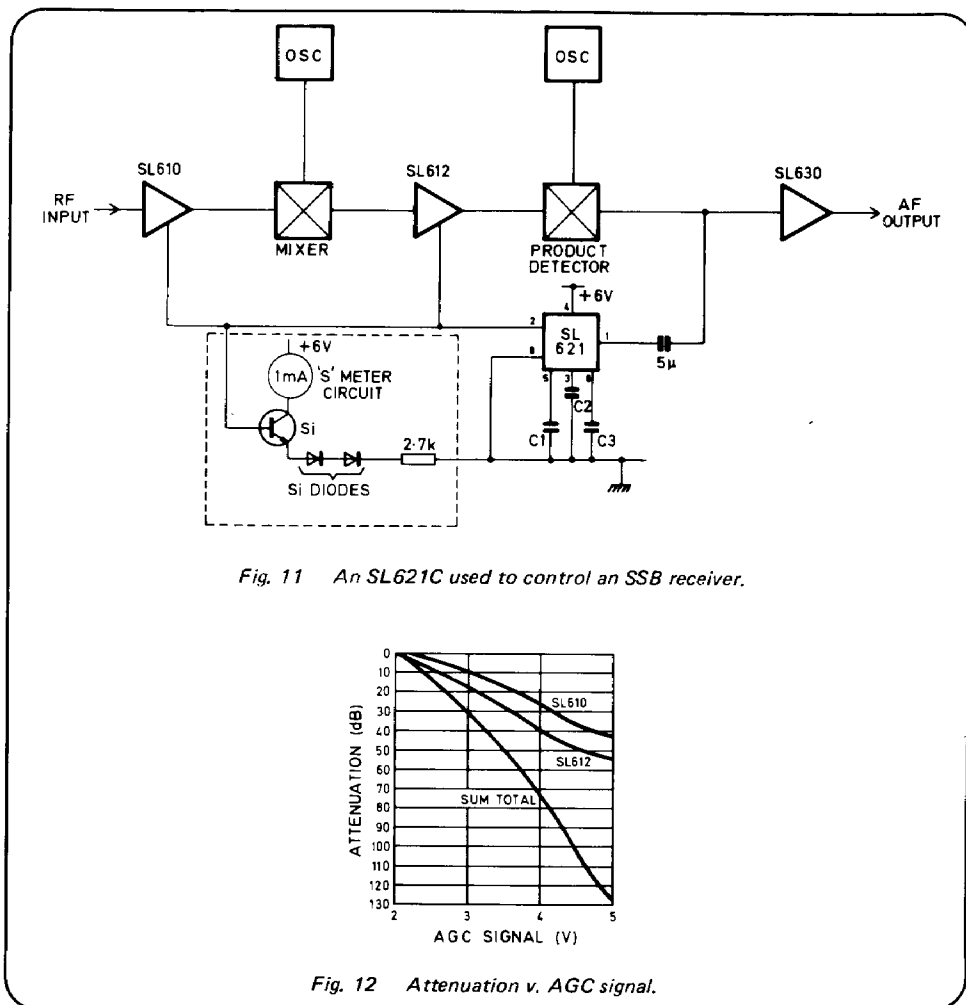 OSC
OSC
SL610
SL612
SL630
RF
INPUT
AF
OUTPUT
MIXER
PRODUCT
DETECTOR
+6V
4
2
8
SL
621
1
5µ
5
3
6
C1
C2
C3
+6V
1mA
'S' METER
CIRCUIT
Si
2·7k
Si DIODES
Fig. 11 An SL621C used to control an SSB receiver.
0
10
20
30
40
50
60
70
80
90
100
110
120
130
ATTENUATION (dB)
SL610
SL612
SUM TOTAL
2 3 4 5
AGC SIGNAL (V)
Fig. 12 Attenuation v. AGC signal.